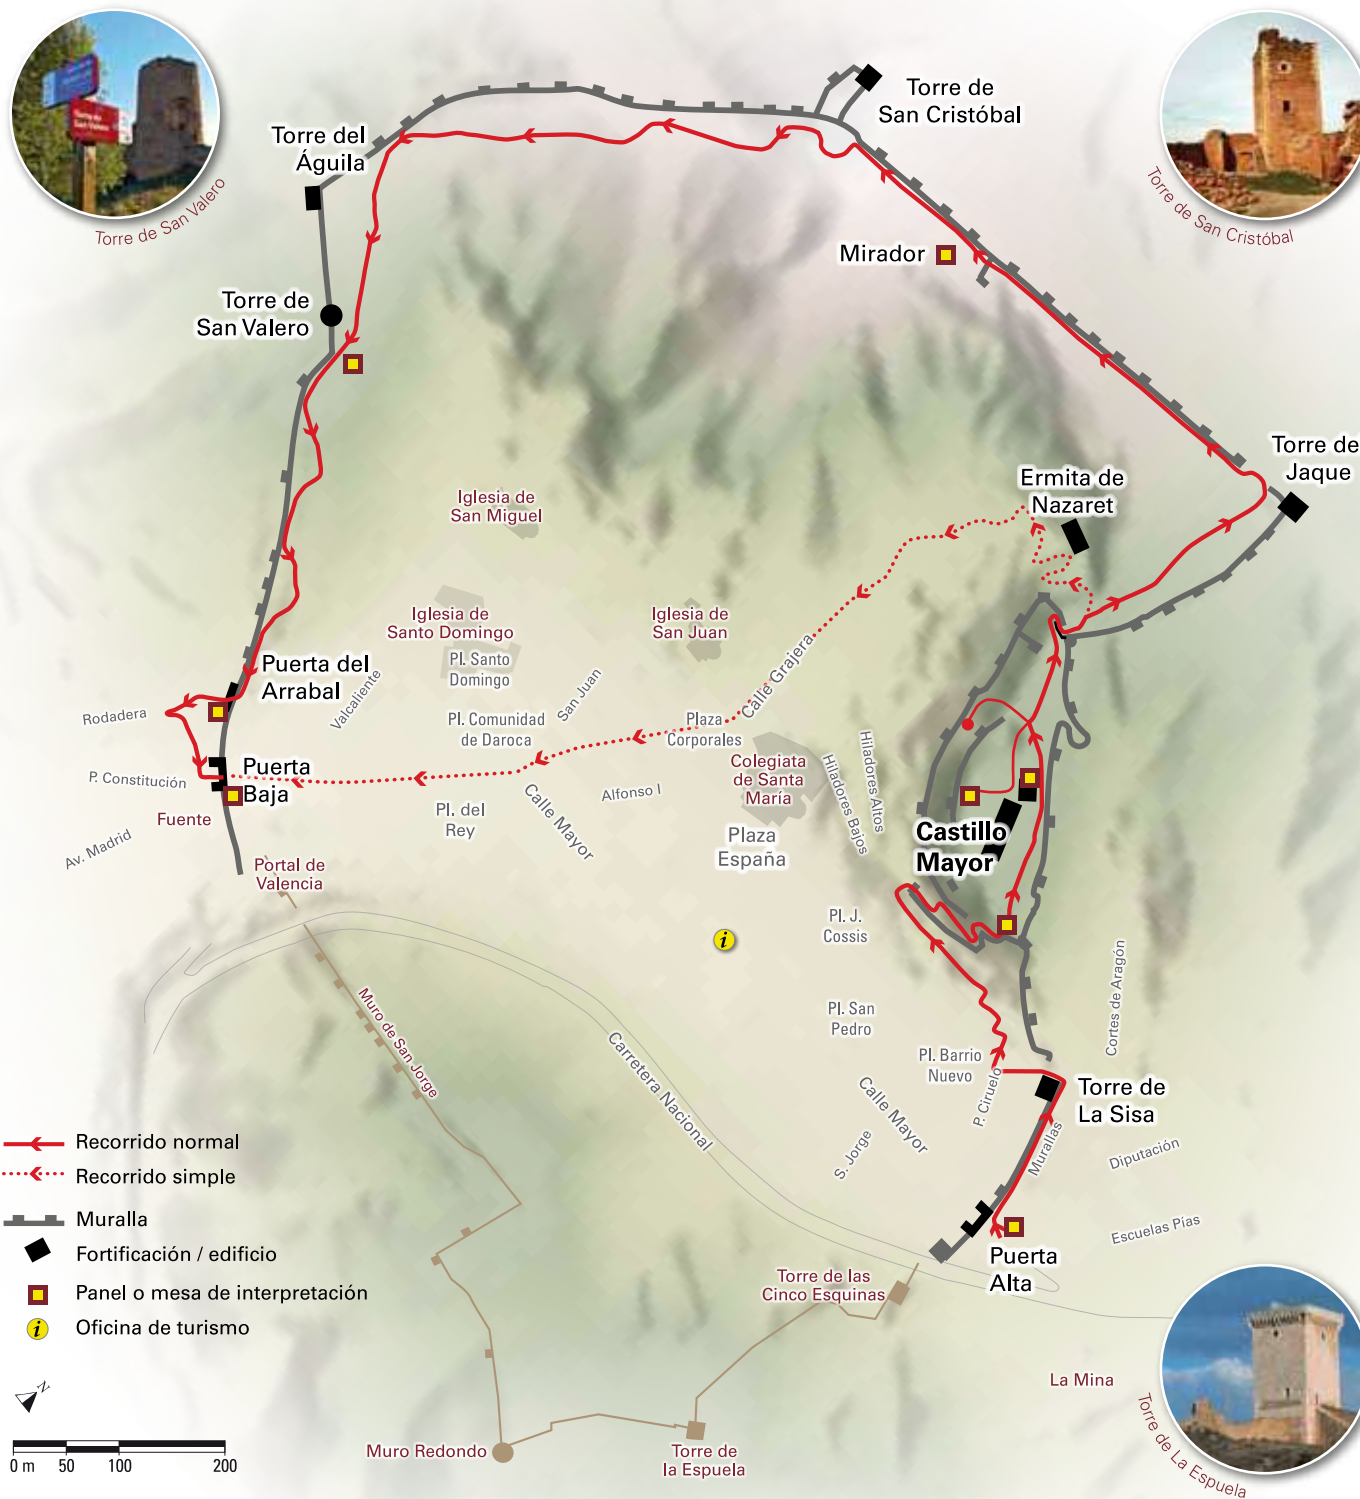 Torre de San Valero
Torre de San Cristóbal
Torre de
San Cristóbal
Torre del
Águila
Mirador
Torre de
San Valero
Torre de
Jaque
Ermita de
Nazaret
Iglesia de
San Miguel
Iglesia de
Santo Domingo
Iglesia de
San Juan
Pl. Santo
Domingo
Puerta del
Arrabal
Valcaliente
San Juan
Calle Grajera
Rodadera
Pl. Comunidad
de Daroca
Plaza
Corporales
Colegiata
de Santa
María
Hiladores Altos
Hiladores Bajos
P. Constitución
Puerta
Baja
Alfonso I
Pl. del
Rey
Calle Mayor
Plaza
España
Castillo
Mayor
Fuente
Av. Madrid
Portal de
Valencia
i
Pl. J.
Cossis
Muro de San Jorge
Cortes de Aragón
Pl. San
Pedro
Carretera Nacional
Pl. Barrio
Nuevo
P. Ciruelo
Calle Mayor
Torre de
La Sisa
S. Jorge
Murallas
Diputación
Escuelas Pías
Puerta
Alta
Torre de las
Cinco Esquinas
La Mina
Muro Redondo
Torre de
la Espuela
Torre de La Espuela
Recorrido normal
Recorrido simple
Muralla
Fortificación / edificio
Panel o mesa de interpretación
i Oficina de turismo
N
0 m 50 100 200